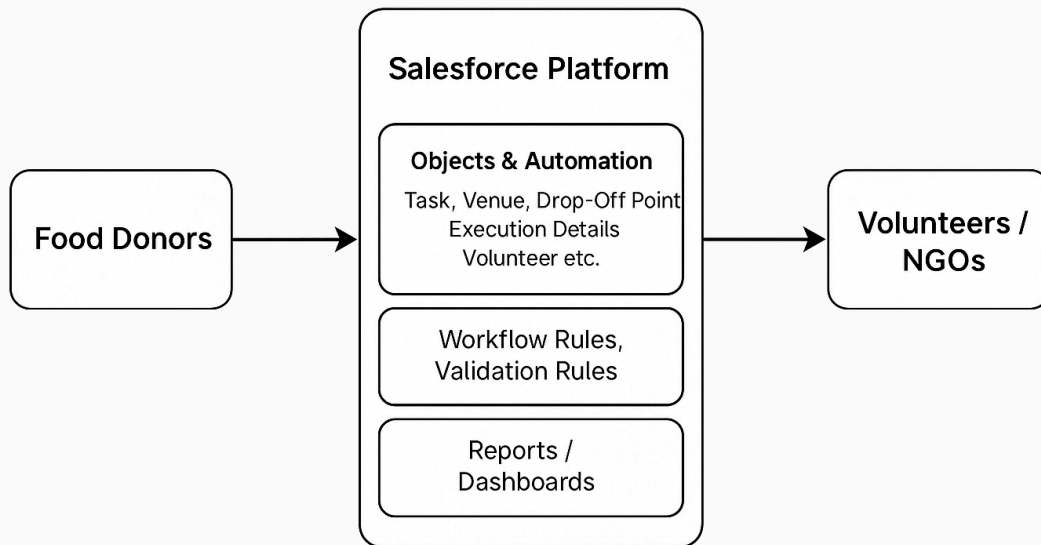 Salesforce Platform
Objects & Automation
Task, Venue, Drop-Off Point
Execution Details
Volunteer etc.
Food Donors
Volunteers /
NGOs
Workflow Rules,
Validation Rules
Reports /
Dashboards